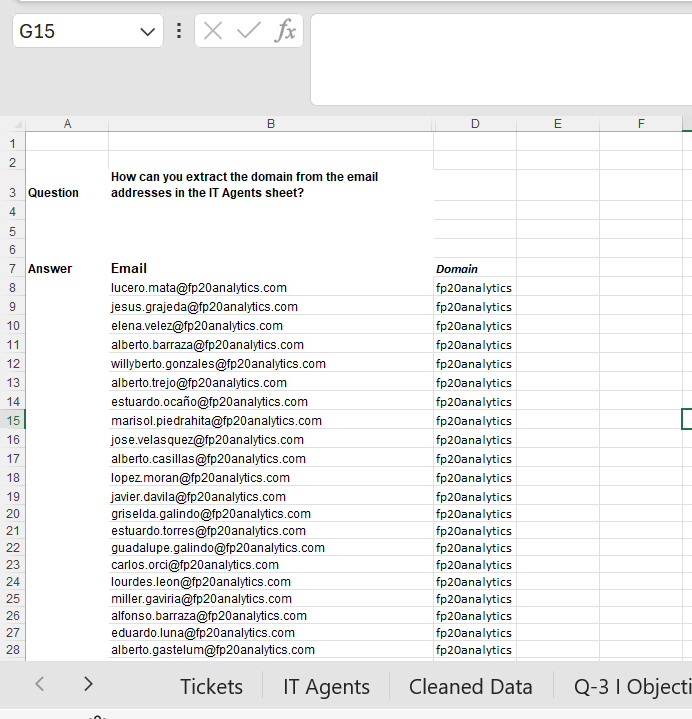 G15
fx
A B D E F
1
2
How can you extract the domain from the email
3 Question addresses in the IT Agents sheet?
4
5
6
7 Answer Email Domain
8 lucero.mata@fp20analytics.com fp20analytics
9 jesus.grajeda@fp20analytics.com fp20analytics
10 elena.velez@fp20analytics.com fp20analytics
11 alberto.barraza@fp20analytics.com fp20analytics
12 willyberto.gonzales@fp20analytics.com fp20analytics
13 alberto.trejo@fp20analytics.com fp20analytics
14 estuardo.ocaño@fp20analytics.com fp20analytics
15 marisol.piedrahita@fp20analytics.com fp20analytics
16 jose.velasquez@fp20analytics.com fp20analytics
17 alberto.casillas@fp20analytics.com fp20analytics
18 lopez.moran@fp20analytics.com fp20analytics
19 javier.davila@fp20analytics.com fp20analytics
20 griselda.galindo@fp20analytics.com fp20analytics
21 estuardo.torres@fp20analytics.com fp20analytics
22 guadalupe.galindo@fp20analytics.com fp20analytics
23 carlos.orci@fp20analytics.com fp20analytics
24 lourdes.leon@fp20analytics.com fp20analytics
25 miller.gaviria@fp20analytics.com fp20analytics
26 alfonso.barraza@fp20analytics.com fp20analytics
27 eduardo.luna@fp20analytics.com fp20analytics
28 alberto.gastelum@fp20analytics.com fp20analytics
Tickets IT Agents Cleaned Data Q-3 I Objecti